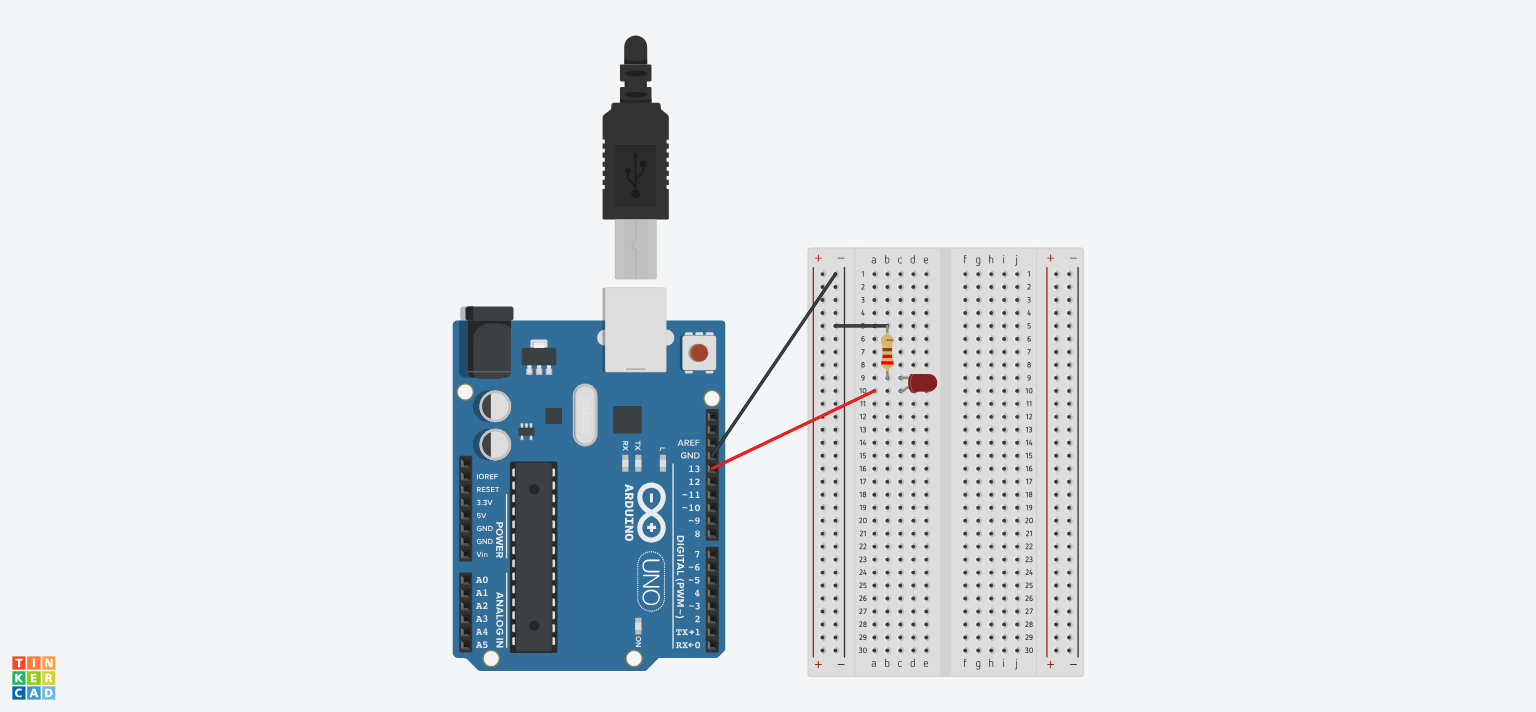 AREF
GND
13
12
~11
~10
~9
8
7
~6
~5
4
~3
2
TX→1
RX←0
DIGITAL (PWM~)
RX
TX
L
ARDUINO
UNO
ON
IOREF
RESET
3.3V
5V
GND
GND
Vin
POWER
A0
A1
A2
A3
A4
A5
ANALOG IN
+ −
a b c d e
f g h i j
+ −
1 1
2 2
3 3
4 4
5 5
6 6
7 7
8 8
9 9
10 10
11 11
12 12
13 13
14 14
15 15
16 16
17 17
18 18
19 19
20 20
21 21
22 22
23 23
24 24
25 25
26 26
27 27
28 28
29 29
30 30
+ −
a b c d e
f g h i j
+ −
TIN
KER
CAD